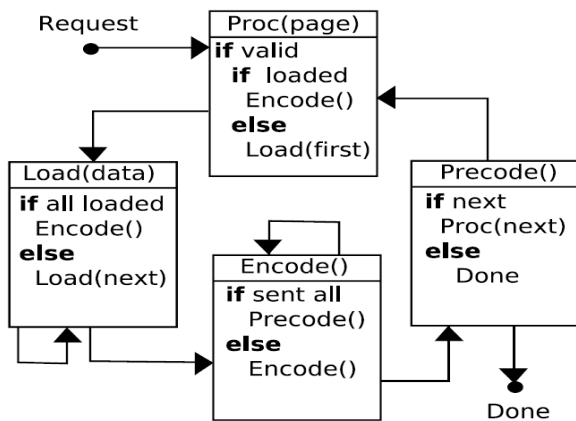 Request
Proc(page)
if valid
if loaded
Encode()
else
Load(first)
Load(data)
if all loaded
Encode()
else
Load(next)
Encode()
if sent all
Precode()
else
Encode()
Precode()
if next
Proc(next)
else
Done
Done